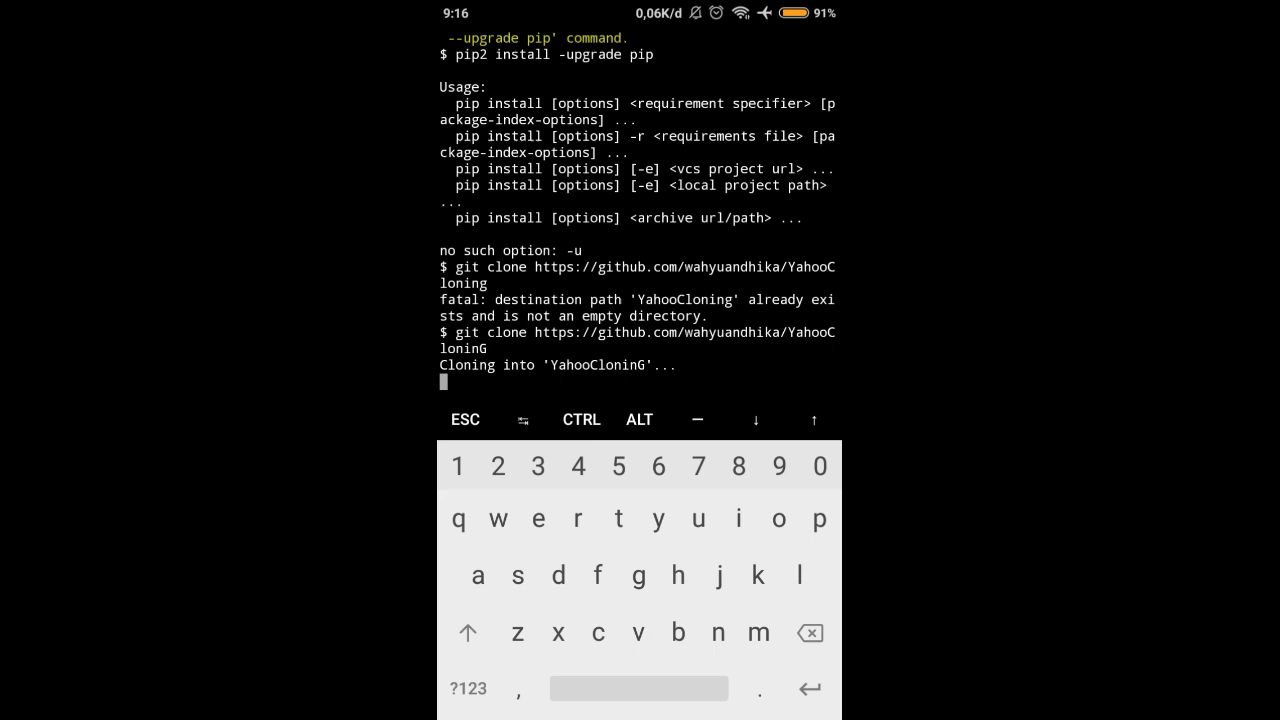 9:16 0,06K/d 91%
--upgrade pip' command.
$ pip2 install -upgrade pip
Usage:
pip install [options] <requirement specifier> [p
ackage-index-options] ...
pip install [options] -r <requirements file> [pa
ckage-index-options] ...
pip install [options] [-e] <vcs project url> ...
pip install [options] [-e] <local project path>
...
pip install [options] <archive url/path> ...
no such option: -u
$ git clone https://github.com/wahyuandhika/YahooC
loning
fatal: destination path 'YahooCloning' already exi
sts and is not an empty directory.
$ git clone https://github.com/wahyuandhika/YahooC
loninG
Cloning into 'YahooCloninG'...
ESC ↹ CTRL ALT — ↓ ↑
1 2 3 4 5 6 7 8 9 0
q w e r t y u i o p
a s d f g h j k l
z x c v b n m
?123 , .